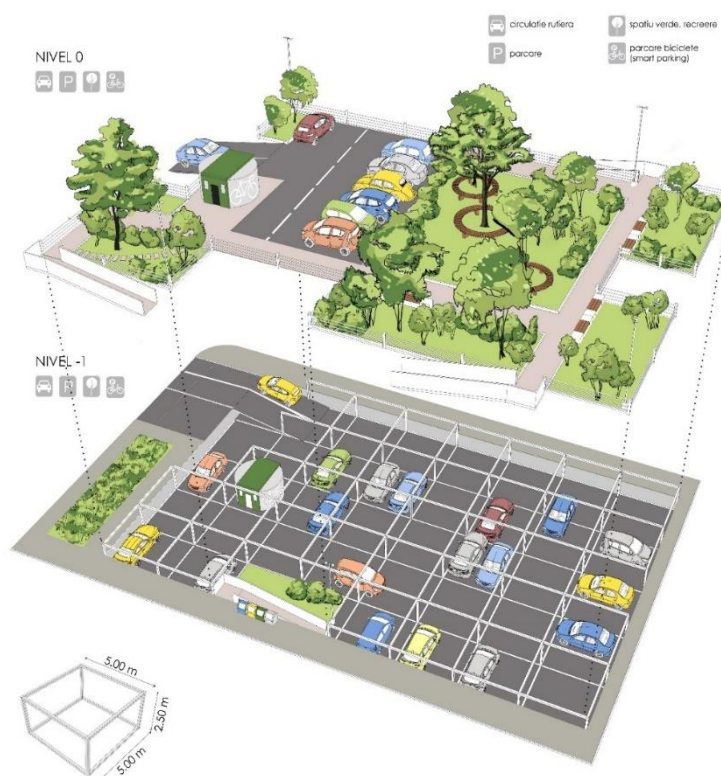 circulatie rutiera
spatiu verde, recreere
P parcare
parcare biciclete
(smart parking)
NIVEL 0
P
NIVEL -1
P
5.00 m
2.50 m
5.00 m